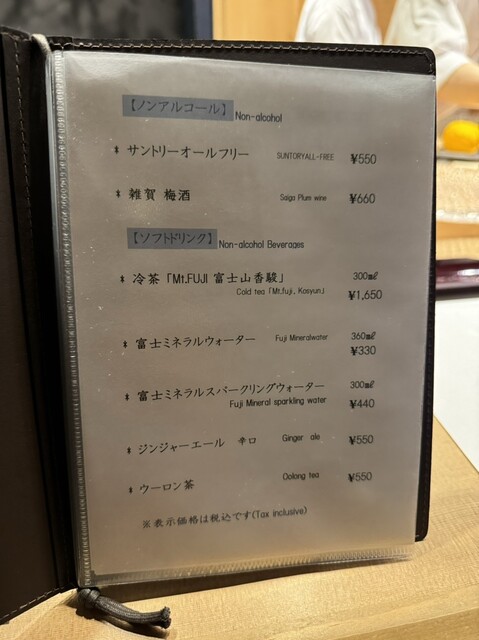 【ノンアルコール】Non-alcohol
* サントリーオールフリー SUNTORYALL-FREE ¥550
* 雑賀 梅酒 Saiga Plum wine ¥660
【ソフトドリンク】Non-alcohol Beverages
* 冷茶「Mt.FUJI 富士山香駿」 300㎖
Cold tea「Mt.fuji, Kosyun」 ¥1,650
* 富士ミネラルウォーター Fuji Mineralwater 360㎖
¥330
* 富士ミネラルスパークリングウォーター 300㎖
Fuji Mineral sparkling water ¥440
* ジンジャーエール 辛口 Ginger ale ¥550
* ウーロン茶 Oolong tea ¥550
※表示価格は税込です(Tax inclusive)